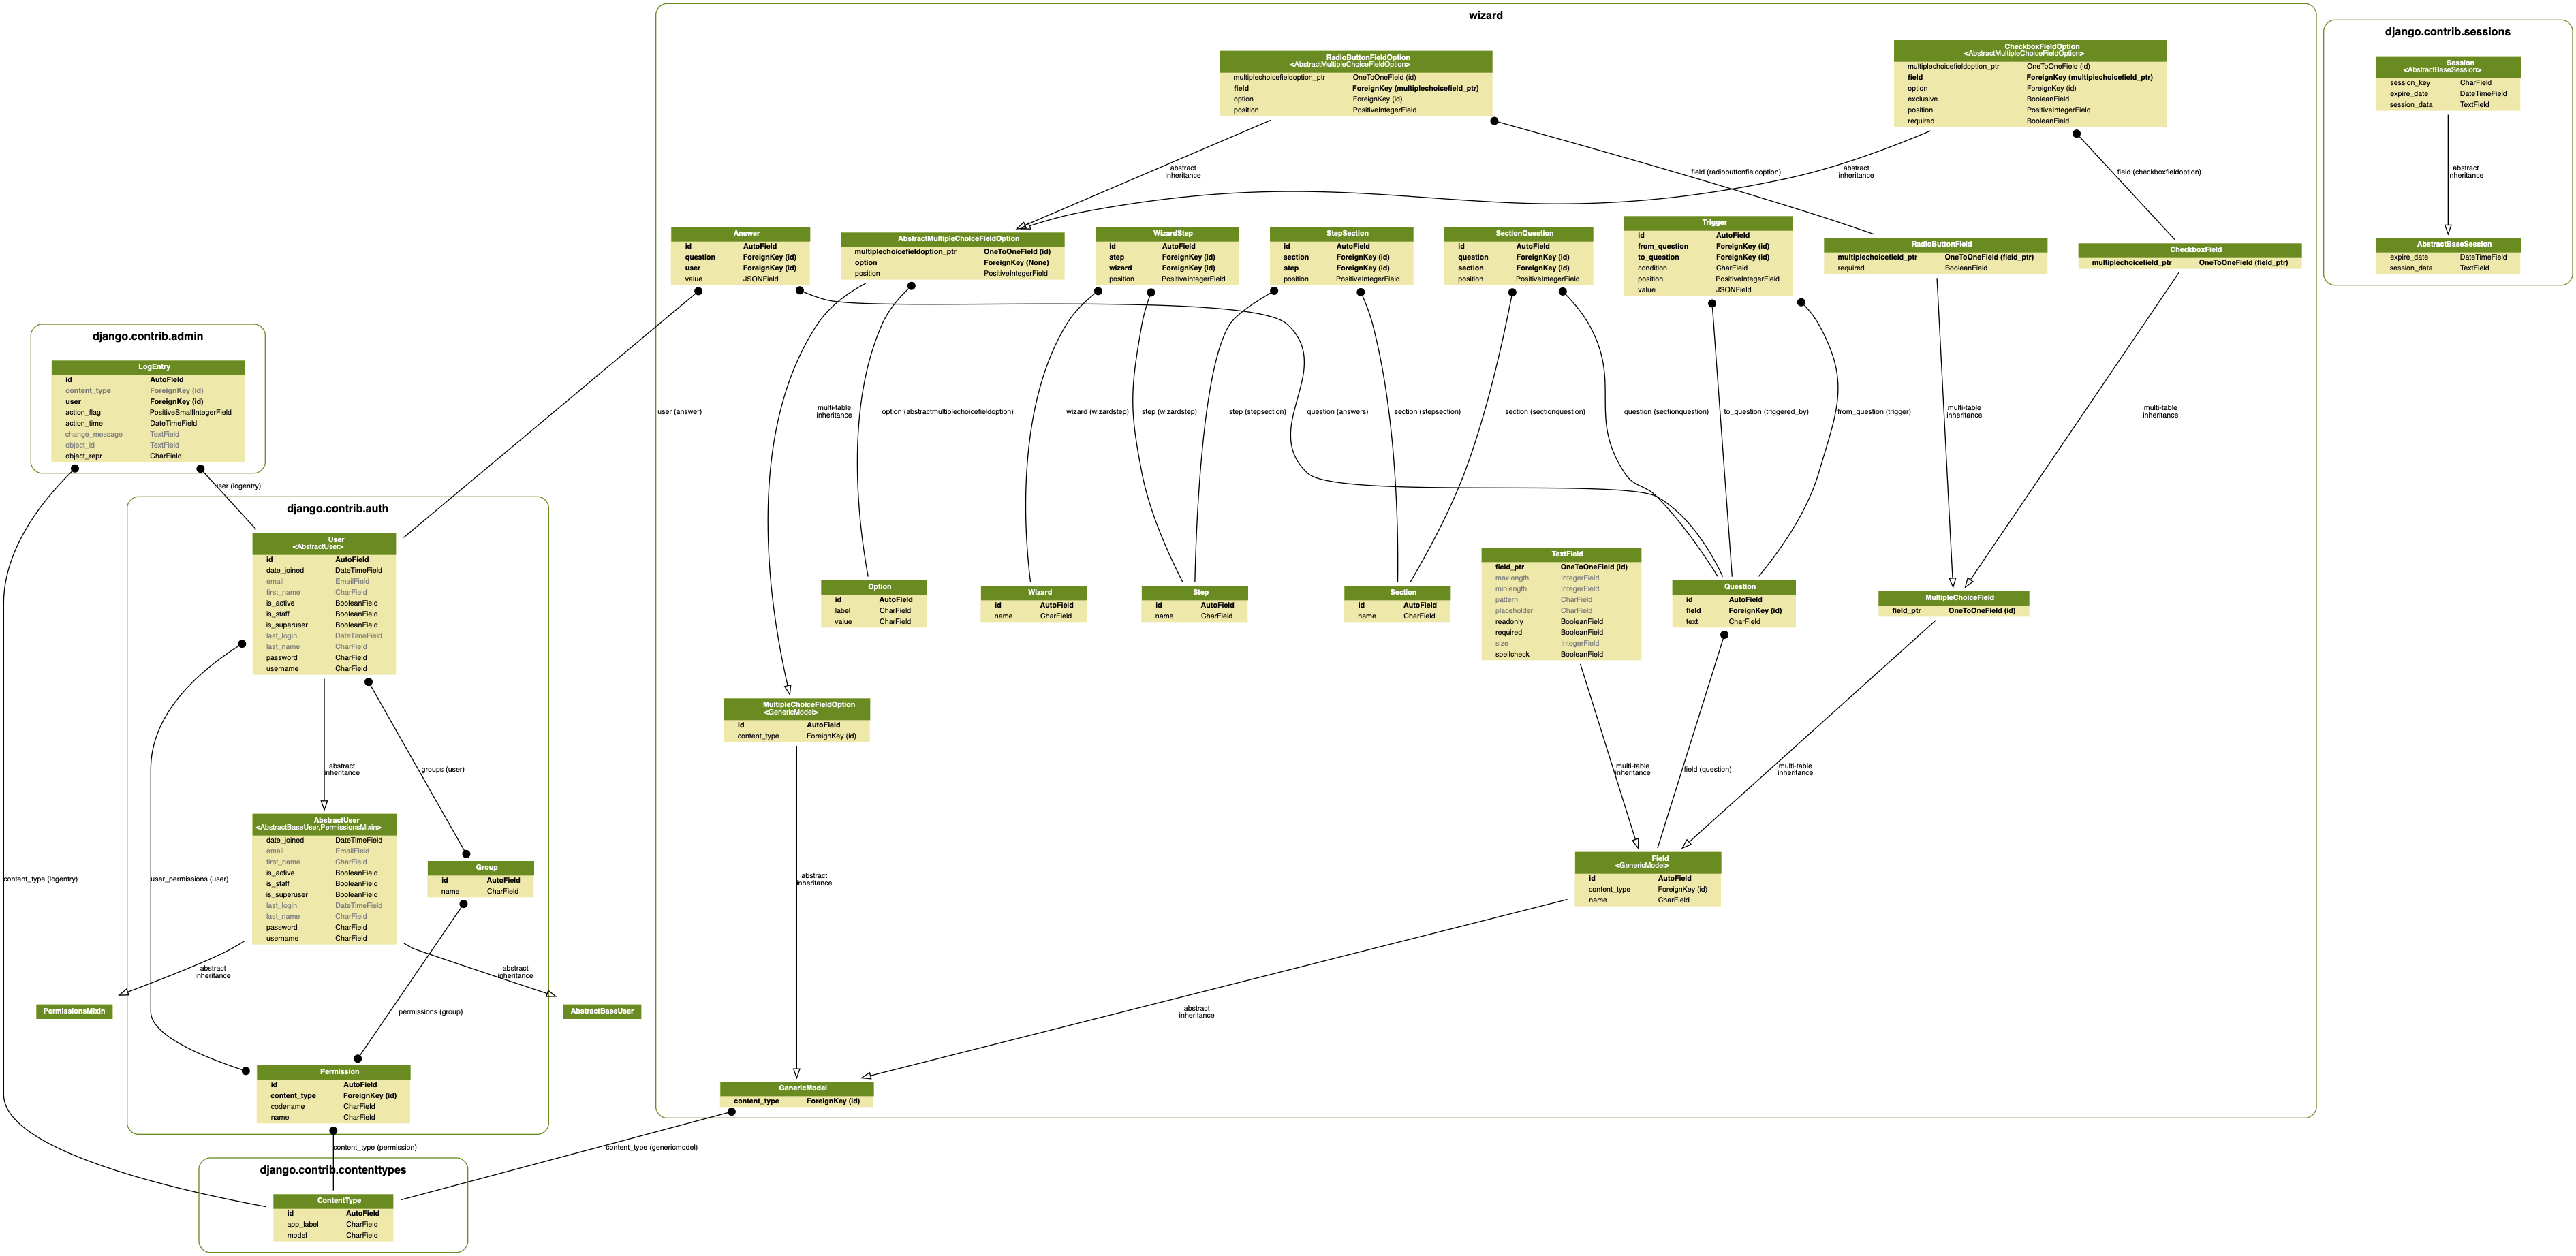 wizard
RadioButtonFieldOption
<AbstractMultipleChoiceFieldOption>
multiplechoicefieldoption_ptr OneToOneField (id)
field ForeignKey (multiplechoicefield_ptr)
option ForeignKey (id)
position PositiveIntegerField
CheckboxFieldOption
<AbstractMultipleChoiceFieldOption>
multiplechoicefieldoption_ptr OneToOneField (id)
field ForeignKey (multiplechoicefield_ptr)
option ForeignKey (id)
exclusive BooleanField
position PositiveIntegerField
required BooleanField
django.contrib.sessions
Session
<AbstractBaseSession>
session_key CharField
expire_date DateTimeField
session_data TextField
abstract
inheritance
field (radiobuttonfieldoption)
abstract
inheritance
field (checkboxfieldoption)
abstract
inheritance
Answer
id AutoField
question ForeignKey (id)
user ForeignKey (id)
value JSONField
AbstractMultipleChoiceFieldOption
multiplechoicefieldoption_ptr OneToOneField (id)
option ForeignKey (None)
position PositiveIntegerField
WizardStep
id AutoField
step ForeignKey (id)
wizard ForeignKey (id)
position PositiveIntegerField
StepSection
id AutoField
section ForeignKey (id)
step ForeignKey (id)
position PositiveIntegerField
SectionQuestion
id AutoField
question ForeignKey (id)
section ForeignKey (id)
position PositiveIntegerField
Trigger
id AutoField
from_question ForeignKey (id)
to_question ForeignKey (id)
condition CharField
position PositiveIntegerField
value JSONField
RadioButtonField
multiplechoicefield_ptr OneToOneField (field_ptr)
required BooleanField
CheckboxField
multiplechoicefield_ptr OneToOneField (field_ptr)
AbstractBaseSession
expire_date DateTimeField
session_data TextField
django.contrib.admin
LogEntry
id AutoField
content_type ForeignKey (id)
user ForeignKey (id)
action_flag PositiveSmallIntegerField
action_time DateTimeField
change_message TextField
object_id TextField
object_repr CharField
user (answer)
multi-table
inheritance
option (abstractmultiplechoicefieldoption)
wizard (wizardstep)
step (wizardstep)
step (stepsection)
question (answers)
section (stepsection)
section (sectionquestion)
question (sectionquestion)
to_question (triggered_by)
from_question (trigger)
multi-table
inheritance
multi-table
inheritance
user (logentry)
django.contrib.auth
User
<AbstractUser>
id AutoField
date_joined DateTimeField
email EmailField
first_name CharField
is_active BooleanField
is_staff BooleanField
is_superuser BooleanField
last_login DateTimeField
last_name CharField
password CharField
username CharField
Option
id AutoField
label CharField
value CharField
Wizard
id AutoField
name CharField
Step
id AutoField
name CharField
Section
id AutoField
name CharField
TextField
field_ptr OneToOneField (id)
maxlength IntegerField
minlength IntegerField
pattern CharField
placeholder CharField
readonly BooleanField
required BooleanField
size IntegerField
spellcheck BooleanField
Question
id AutoField
field ForeignKey (id)
text CharField
MultipleChoiceField
field_ptr OneToOneField (id)
MultipleChoiceFieldOption
<GenericModel>
id AutoField
content_type ForeignKey (id)
abstract
inheritance
groups (user)
multi-table
inheritance
field (question)
multi-table
inheritance
AbstractUser
<AbstractBaseUser,PermissionsMixin>
date_joined DateTimeField
email EmailField
first_name CharField
is_active BooleanField
is_staff BooleanField
is_superuser BooleanField
last_login DateTimeField
last_name CharField
password CharField
username CharField
Group
id AutoField
name CharField
content_type (logentry)
user_permissions (user)
abstract
inheritance
Field
<GenericModel>
id AutoField
content_type ForeignKey (id)
name CharField
abstract
inheritance
abstract
inheritance
PermissionsMixin
permissions (group)
AbstractBaseUser
abstract
inheritance
Permission
id AutoField
content_type ForeignKey (id)
codename CharField
name CharField
GenericModel
content_type ForeignKey (id)
content_type (permission)
content_type (genericmodel)
django.contrib.contenttypes
ContentType
id AutoField
app_label CharField
model CharField